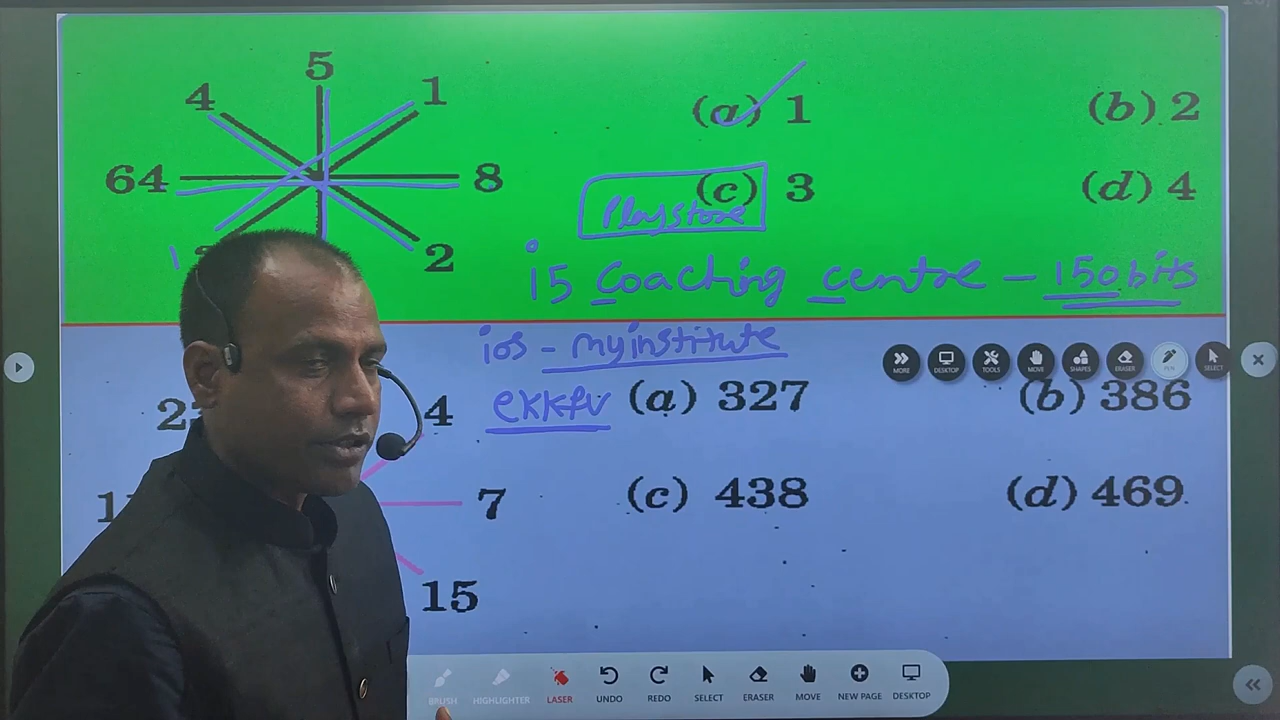 5
4 1
(a) 1 (b) 2
64 8
(c) 3 (d) 4
Playstore
2
i5 Coaching centre - 150 bits
ios - myinstitute
MORE DESKTOP TOOLS MOVE SHAPES ERASER PEN SELECT
4
ekkfv (a) 327 (b) 386
7
(c) 438 (d) 469
15
BRUSH HIGHLIGHTER LASER UNDO REDO SELECT ERASER MOVE NEW PAGE DESKTOP